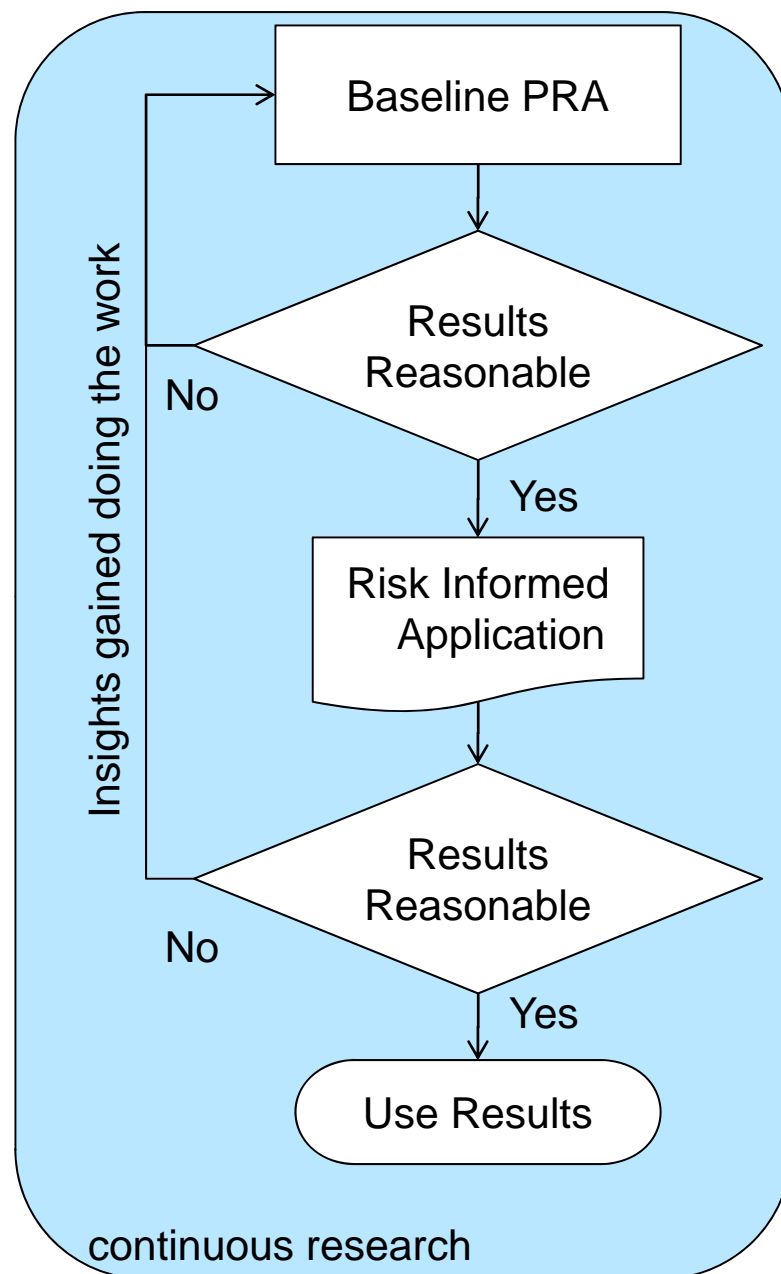 Baseline PRA
Results
Reasonable
No
Insights gained doing the work
Yes
Risk Informed
Application
Results
Reasonable
No
Yes
Use Results
continuous research